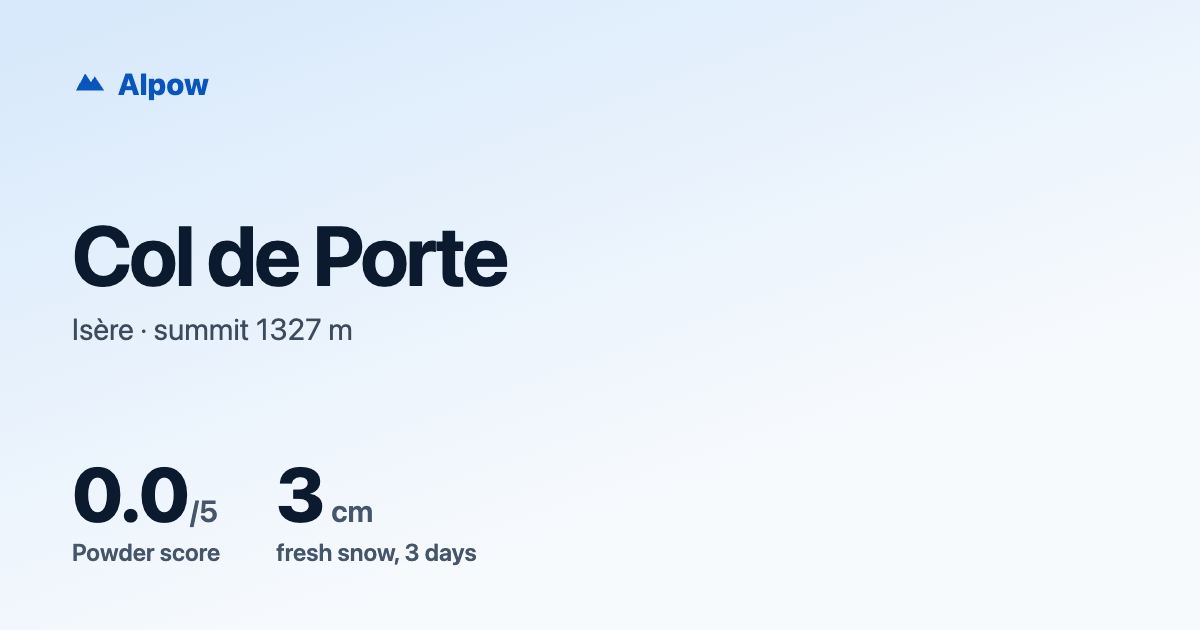 Alpow
Col de Porte
Isère · summit 1327 m
0.0/5 3 cm
Powder score fresh snow, 3 days